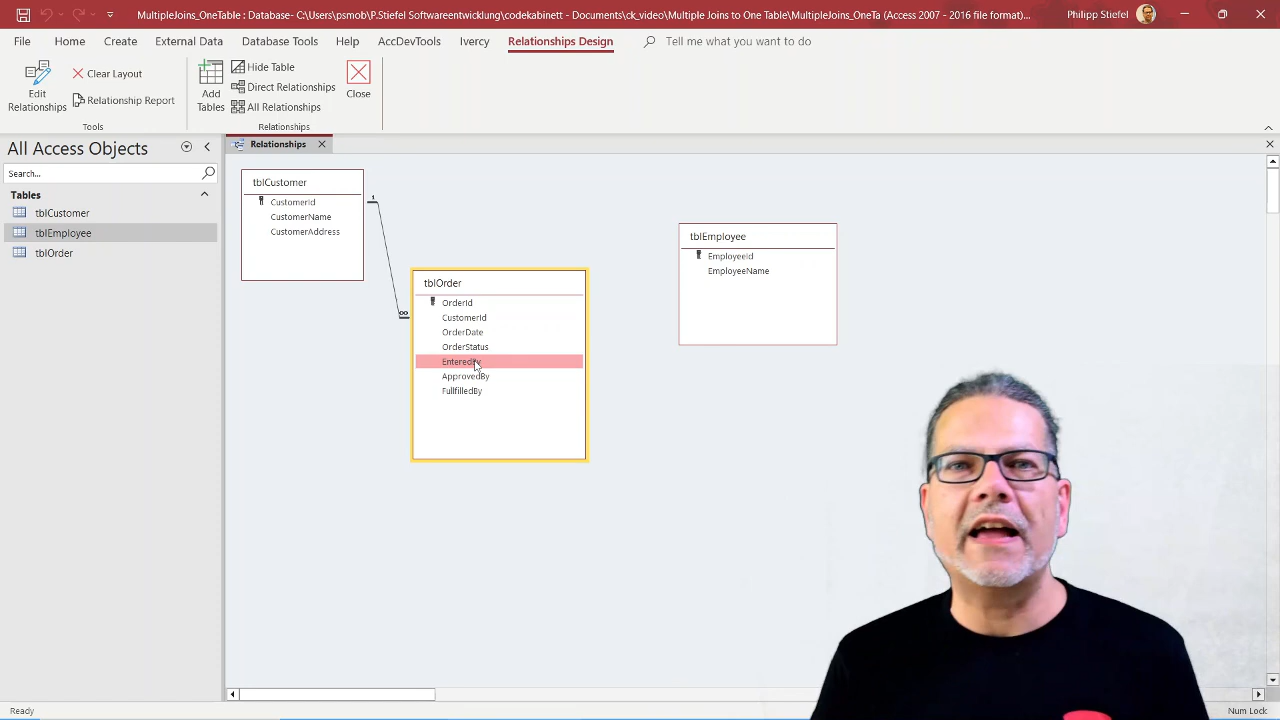 MultipleJoins_OneTable : Database- C:\Users\psmob\P.Stiefel Softwareentwicklung\codekabinett - Documents\ck_video\Multiple Joins to One Table\MultipleJoins_OneTa (Access 2007 - 2016 file format)...
Philipp Stiefel
File
Home
Create
External Data
Database Tools
Help
AccDevTools
Ivercy
Relationships Design
Tell me what you want to do
Edit
Relationships
Clear Layout
Relationship Report
Tools
Add
Tables
Hide Table
Direct Relationships
All Relationships
Close
Relationships
All Access Objects
Search...
Tables
tblCustomer
tblEmployee
tblOrder
Relationships
tblCustomer
CustomerId
CustomerName
CustomerAddress
1
∞
tblOrder
OrderId
CustomerId
OrderDate
OrderStatus
EnteredBy
ApprovedBy
FullfilledBy
tblEmployee
EmployeeId
EmployeeName
Ready
Num Lock